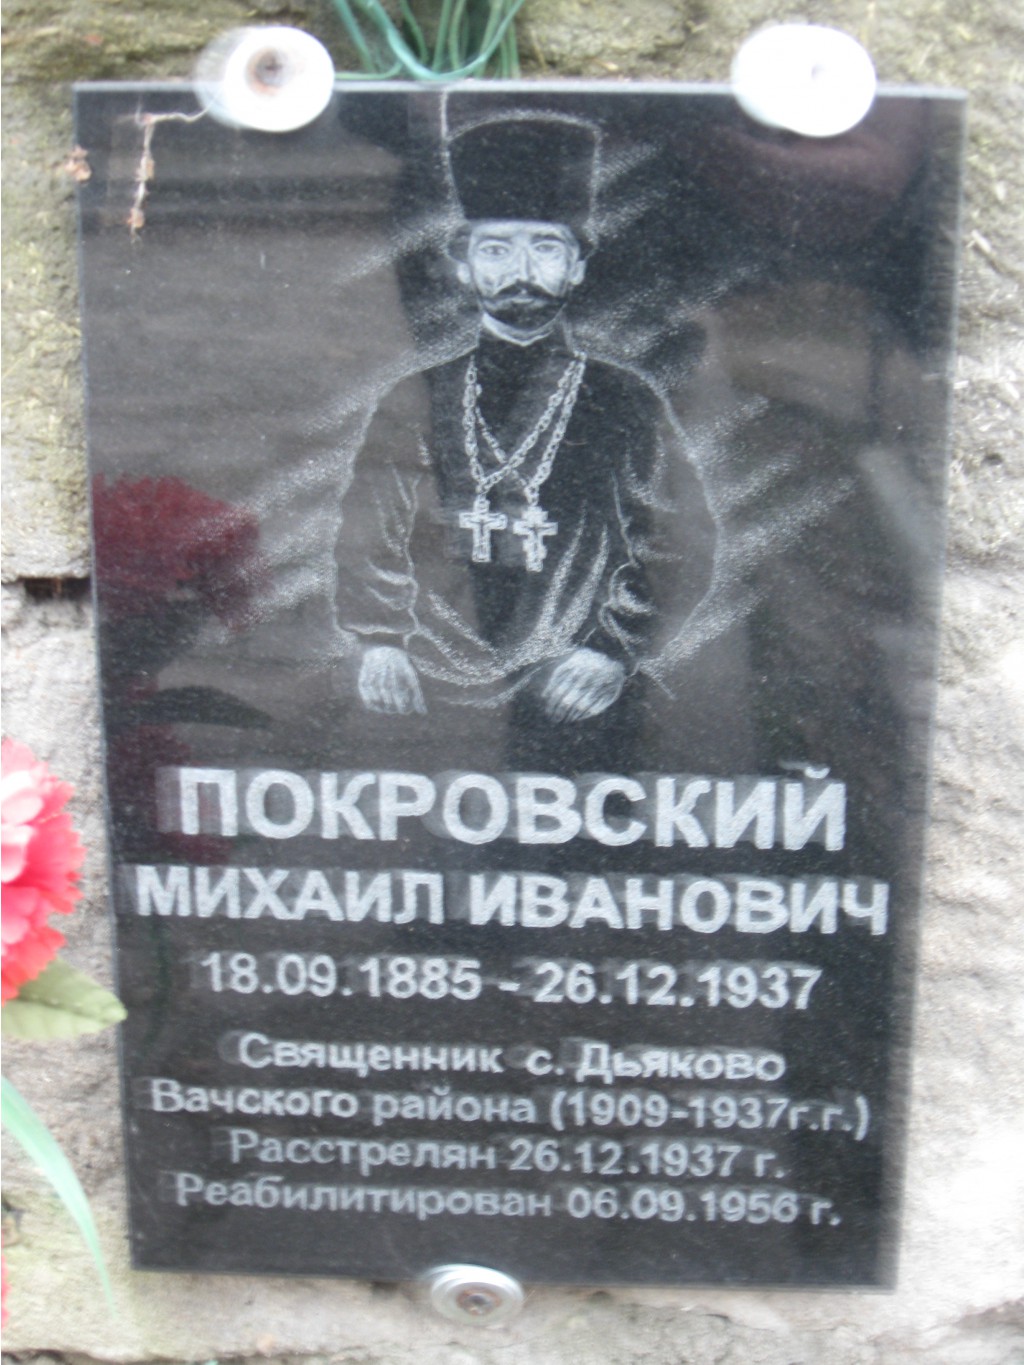 ПОКРОВСКИЙ
МИХАИЛ ИВАНОВИЧ
18.09.1885 - 26.12.1937
Священник с. Дьяково
Вачского района (1909-1937г.г.)
Расстрелян 26.12.1937 г.
Реабилитирован 06.09.1956 г.